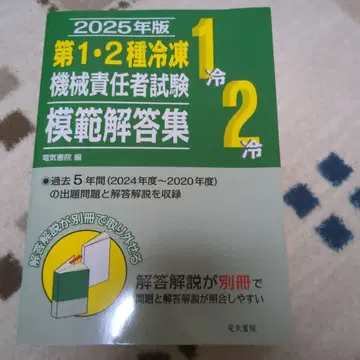 2025年版
第1・2種冷凍
機械責任者試験
模範解答集
1冷
2冷
電気書院 編
●過去5年間(2024年度～2020年度)
の出題問題と解答解説を収録
解答解説が別冊で取り外せる
解答解説が別冊で
問題と解答解説が照合しやすい
電気書院